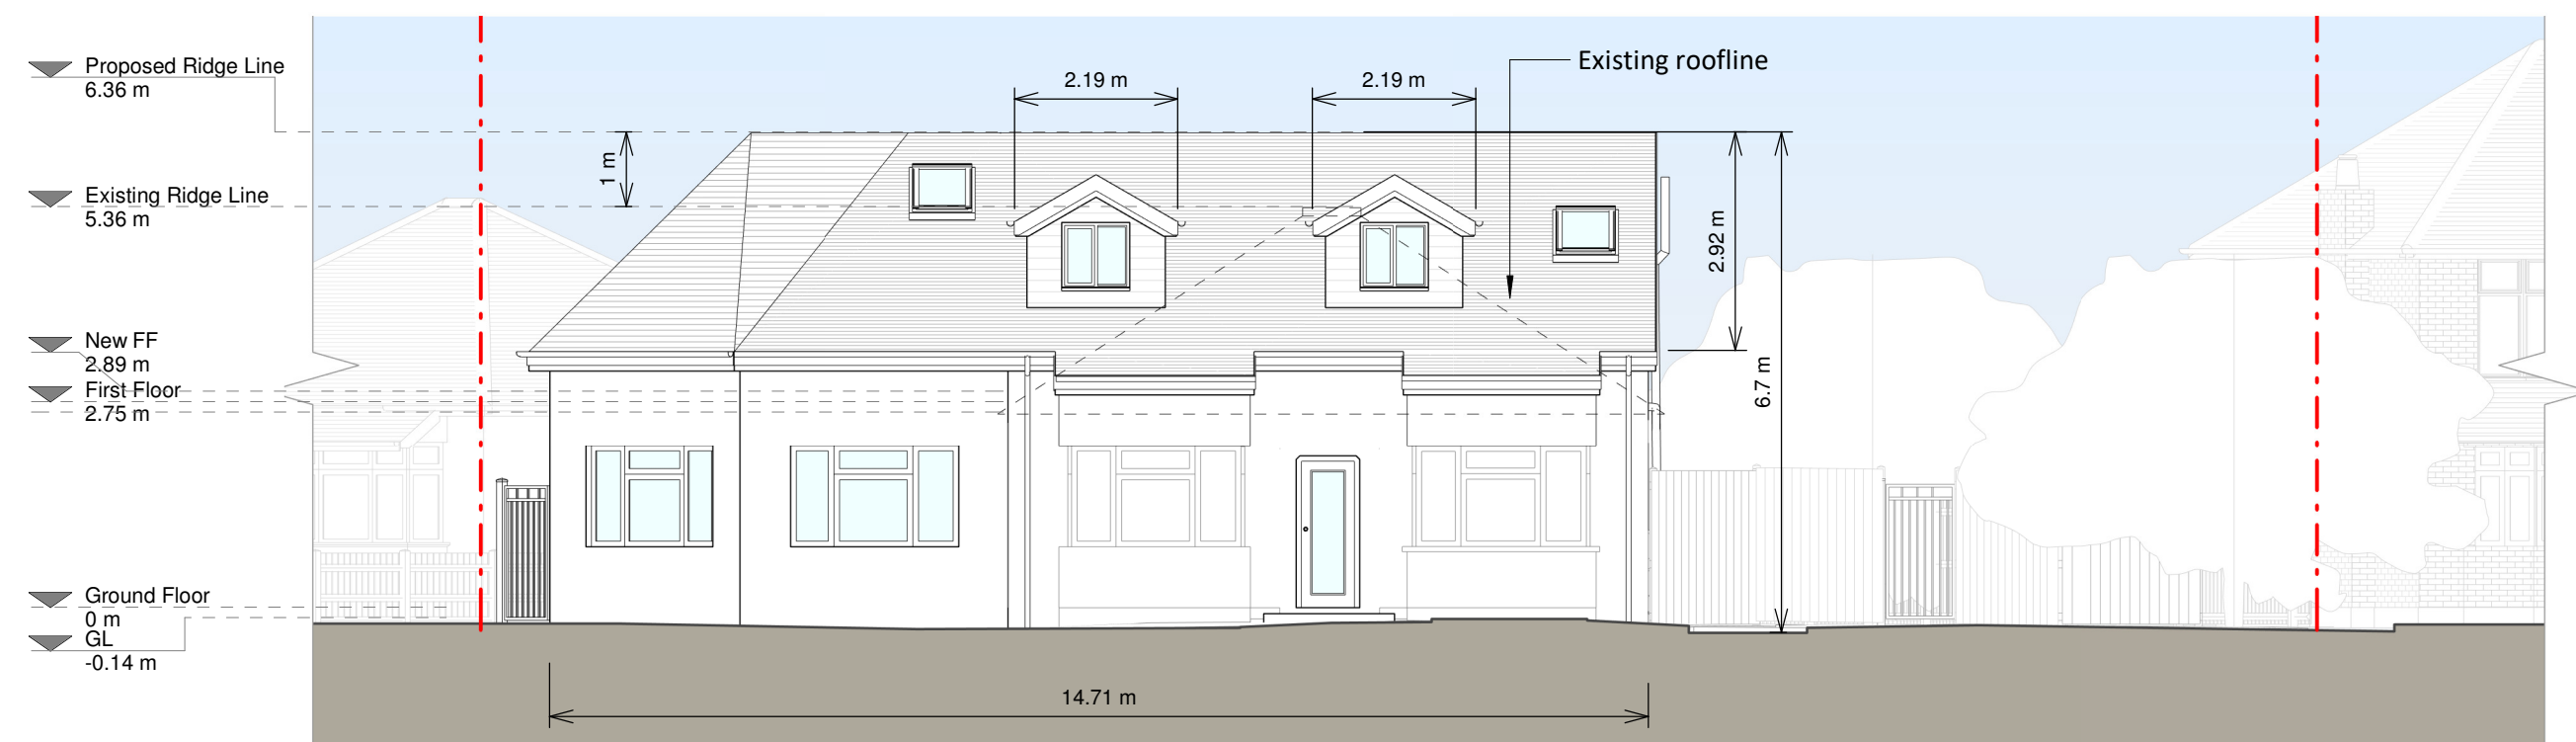 Proposed Ridge Line
6.36 m
Existing Ridge Line
5.36 m
New FF
2.89 m
First Floor
2.75 m
Ground Floor
0 m
GL
-0.14 m
1 m
2.19 m
2.19 m
Existing roofline
2.92 m
6.7 m
14.71 m